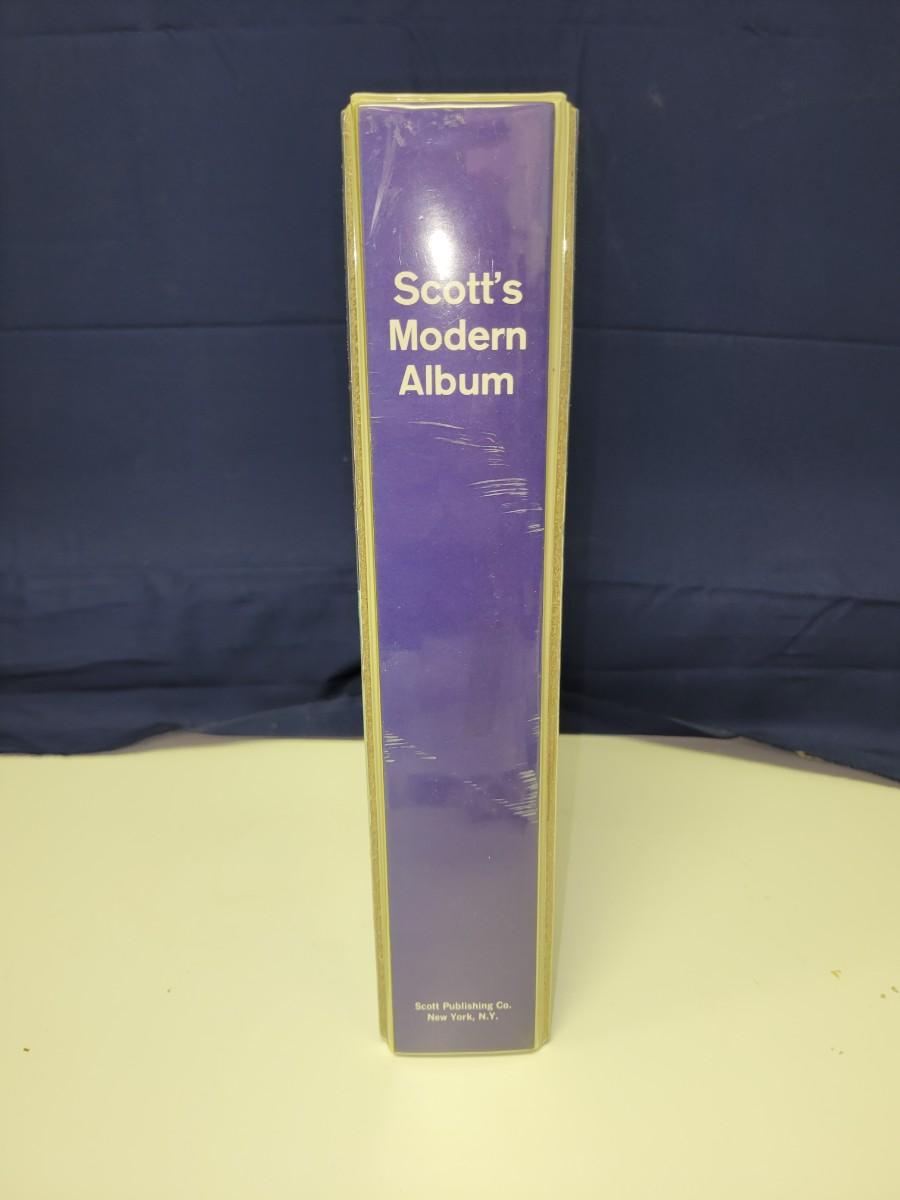 Scott's
Modern
Album
Scott Publishing Co.
New York, N.Y.